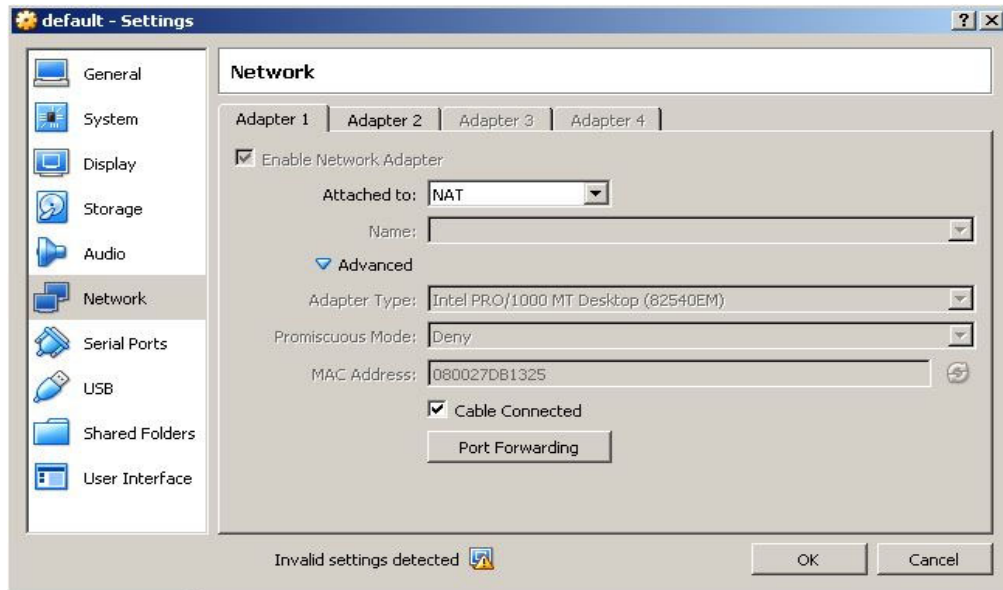 default - Settings
General
System
Display
Storage
Audio
Network
Serial Ports
USB
Shared Folders
User Interface
Network
Adapter 1 Adapter 2 Adapter 3 Adapter 4
Enable Network Adapter
Attached to: NAT
Name:
Advanced
Adapter Type: Intel PRO/1000 MT Desktop (82540EM)
Promiscuous Mode: Deny
MAC Address: 080027DB1325
Cable Connected
Port Forwarding
Invalid settings detected
OK Cancel